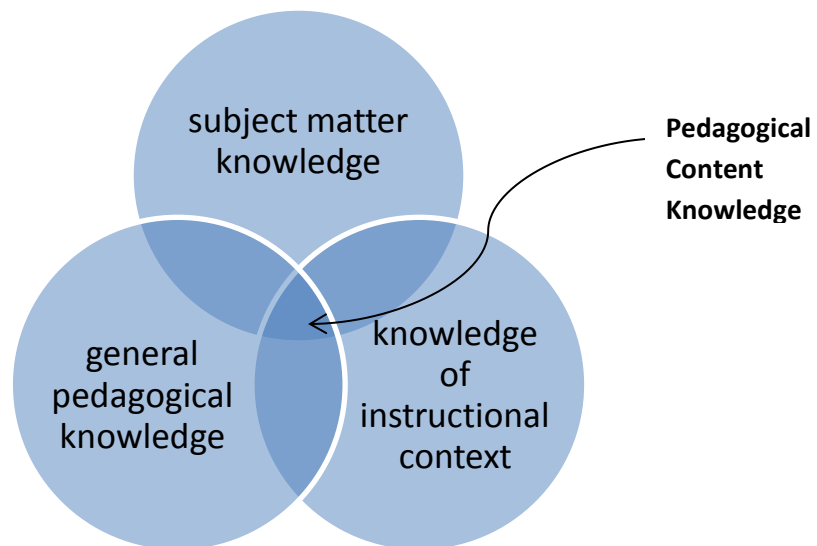 subject matter
knowledge
Pedagogical
Content
Knowledge
general
pedagogical
knowledge
knowledge
of
instructional
context